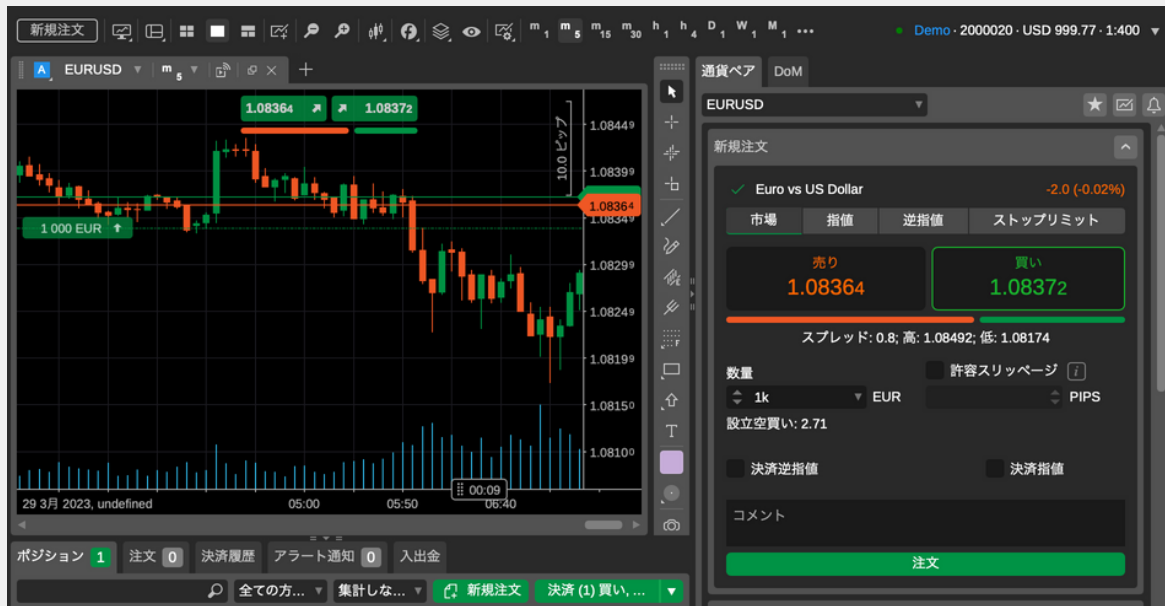 新規注文 m1 m5 m15 m30 h1 h4 D1 W1 M1 ••• Demo · 2000020 · USD 999.77 · 1:400
A EURUSD m5
1.08364 1.08372
10.0 ピップ
1.08449
1.08399
1.08364
1.08349
1 000 EUR
1.08299
1.08249
1.08199
1.08150
1.08100
00:09
29 3月 2023, undefined 05:00 05:50 06:40
F
T
ポジション 1 注文 0 決済履歴 アラート通知 0 入出金
全ての方... 集計しな... 新規注文 決済 (1) 買い, ...
通貨ペア DoM
EURUSD
新規注文
Euro vs US Dollar -2.0 (-0.02%)
市場 指値 逆指値 ストップリミット
売り 買い
1.08364 1.08372
スプレッド: 0.8; 高: 1.08492; 低: 1.08174
数量 許容スリッページ i
1k EUR PIPS
設立空買い: 2.71
決済逆指値 決済指値
コメント
注文